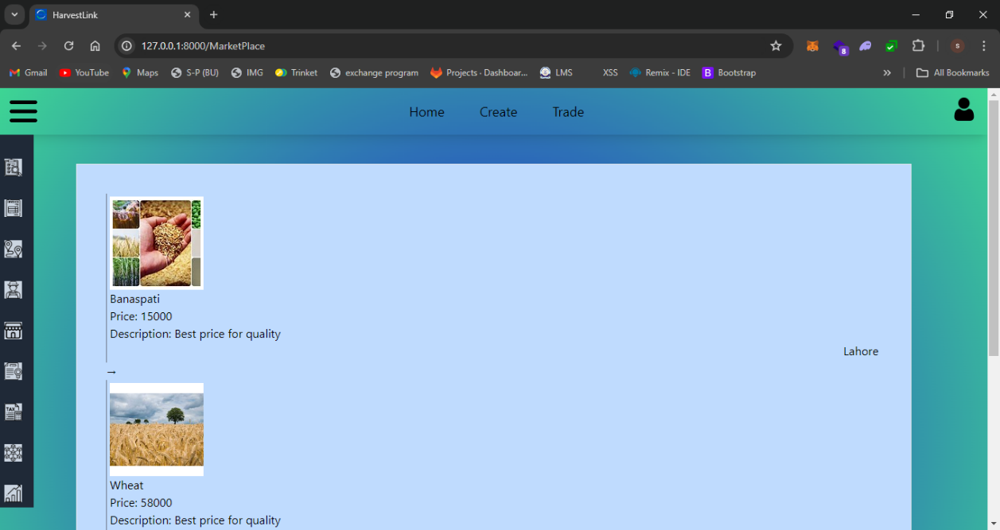 HarvestLink
127.0.0.1:8000/MarketPlace
8
S
Gmail YouTube Maps S-P (BU) IMG Trinket exchange program Projects · Dashboar... LMS XSS Remix - IDE B Bootstrap » All Bookmarks
Home Create Trade
Banaspati
Price: 15000
Description: Best price for quality
Lahore
→
TAX
Wheat
Price: 58000
Description: Best price for quality